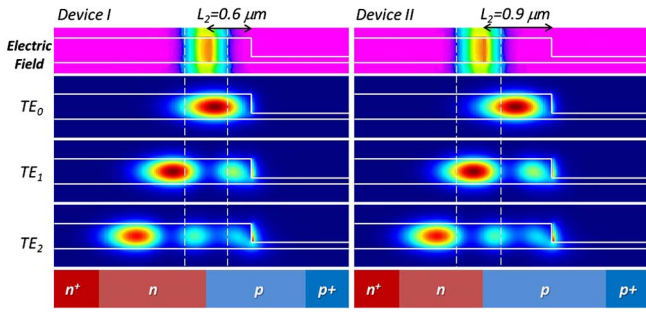 Device I L₂=0.6 μm Device II L₂=0.9 μm
Electric
Field
TE₀
TE₁
TE₂
n⁺ n p p+ n⁺ n p p+